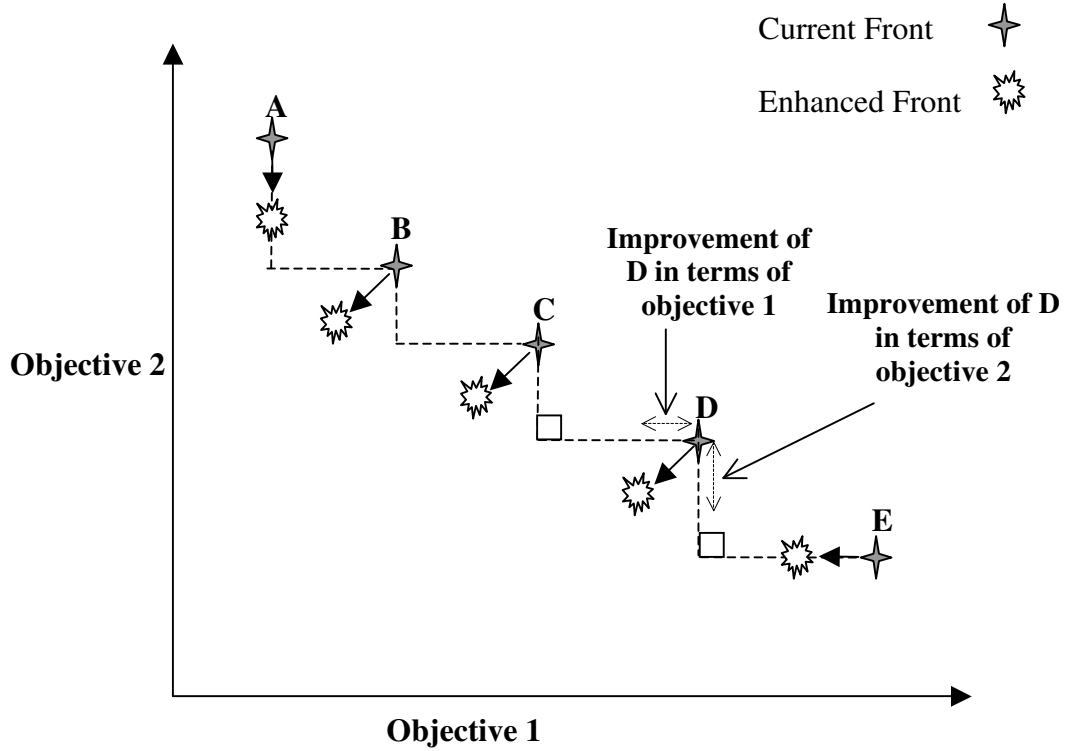 Current Front
Enhanced Front
A
B
Improvement of
D in terms of
objective 1
C
Improvement of D
in terms of
objective 2
Objective 2
D
E
Objective 1